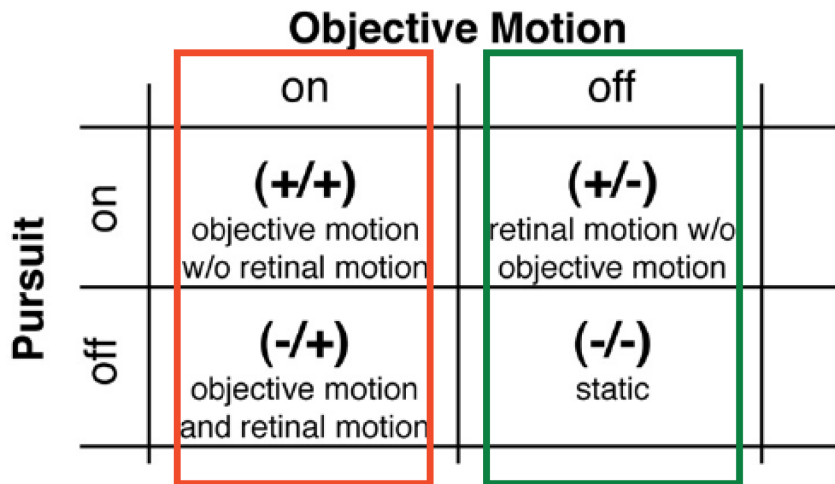 Objective Motion
on
off
Pursuit
on
(+/+)
objective motion
w/o retinal motion
(+/-)
retinal motion w/o
objective motion
off
(-/+)
objective motion
and retinal motion
(-/-)
static